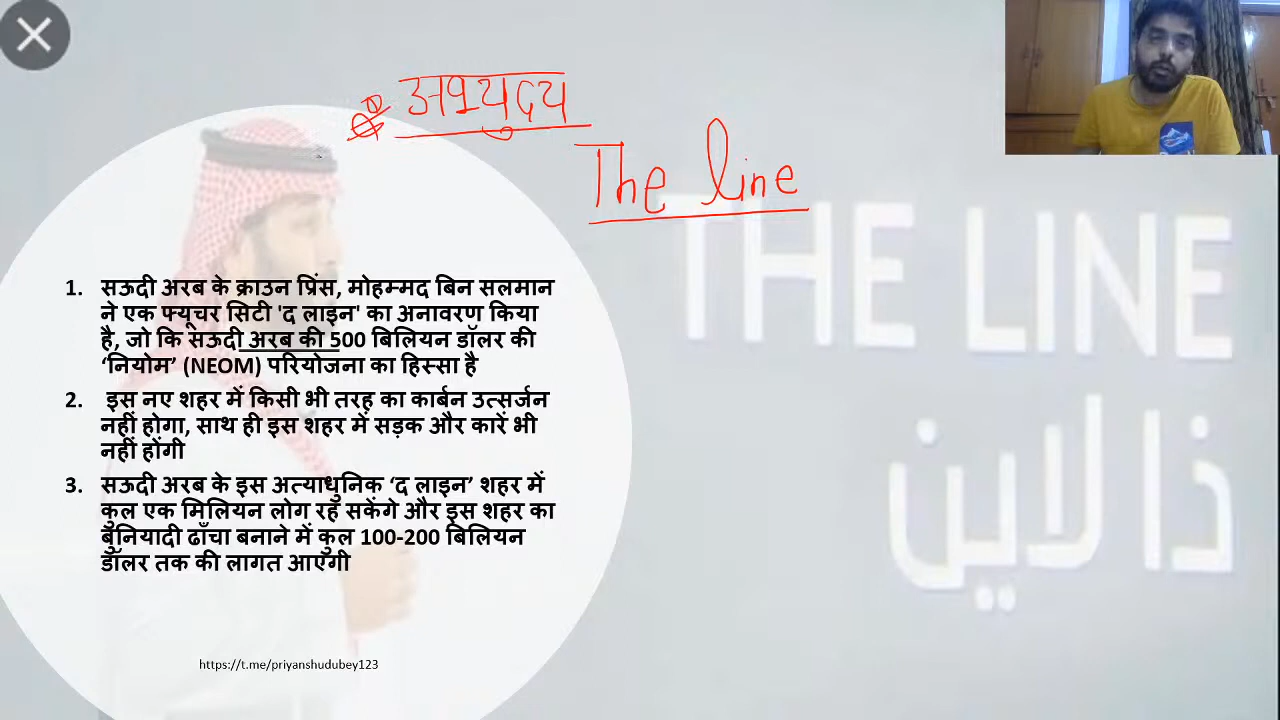 अभ्युदय
The line
THE LINE
ذا لاين
1. सऊदी अरब के क्राउन प्रिंस, मोहम्मद बिन सलमान
ने एक फ्यूचर सिटी 'द लाइन' का अनावरण किया
है, जो कि सऊदी अरब की 500 बिलियन डॉलर की
‘नियोम’ (NEOM) परियोजना का हिस्सा है
2. इस नए शहर में किसी भी तरह का कार्बन उत्सर्जन
नहीं होगा, साथ ही इस शहर में सड़क और कारें भी
नहीं होंगी
3. सऊदी अरब के इस अत्याधुनिक ‘द लाइन’ शहर में
कुल एक मिलियन लोग रह सकेंगे और इस शहर का
बुनियादी ढाँचा बनाने में कुल 100-200 बिलियन
डॉलर तक की लागत आएगी
https://t.me/priyanshudubey123